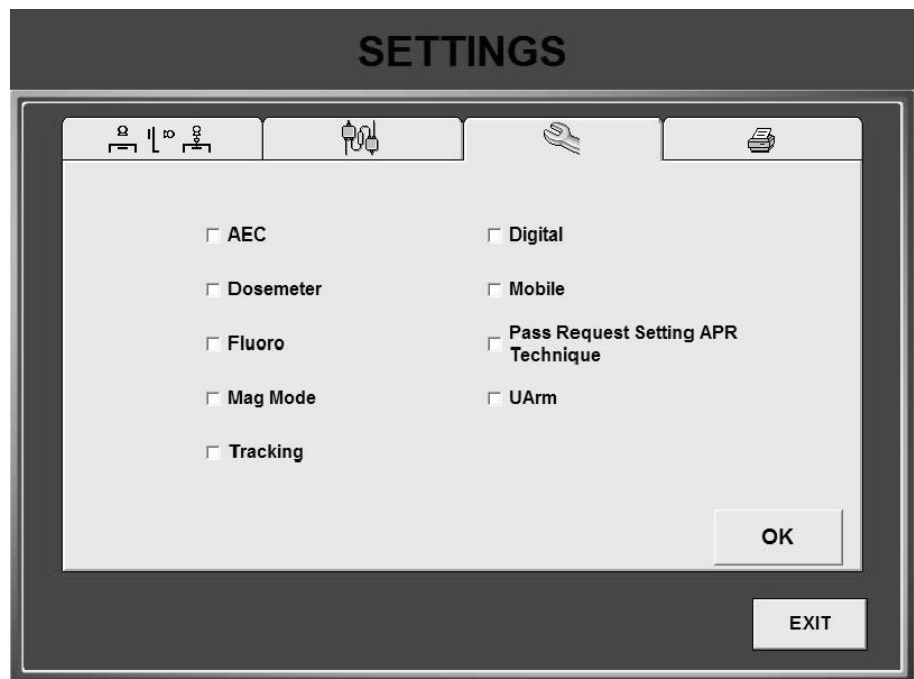 SETTINGS
AEC
Digital
Dosemeter
Mobile
Fluoro
Pass Request Setting APR
Technique
Mag Mode
UArm
Tracking
OK
EXIT